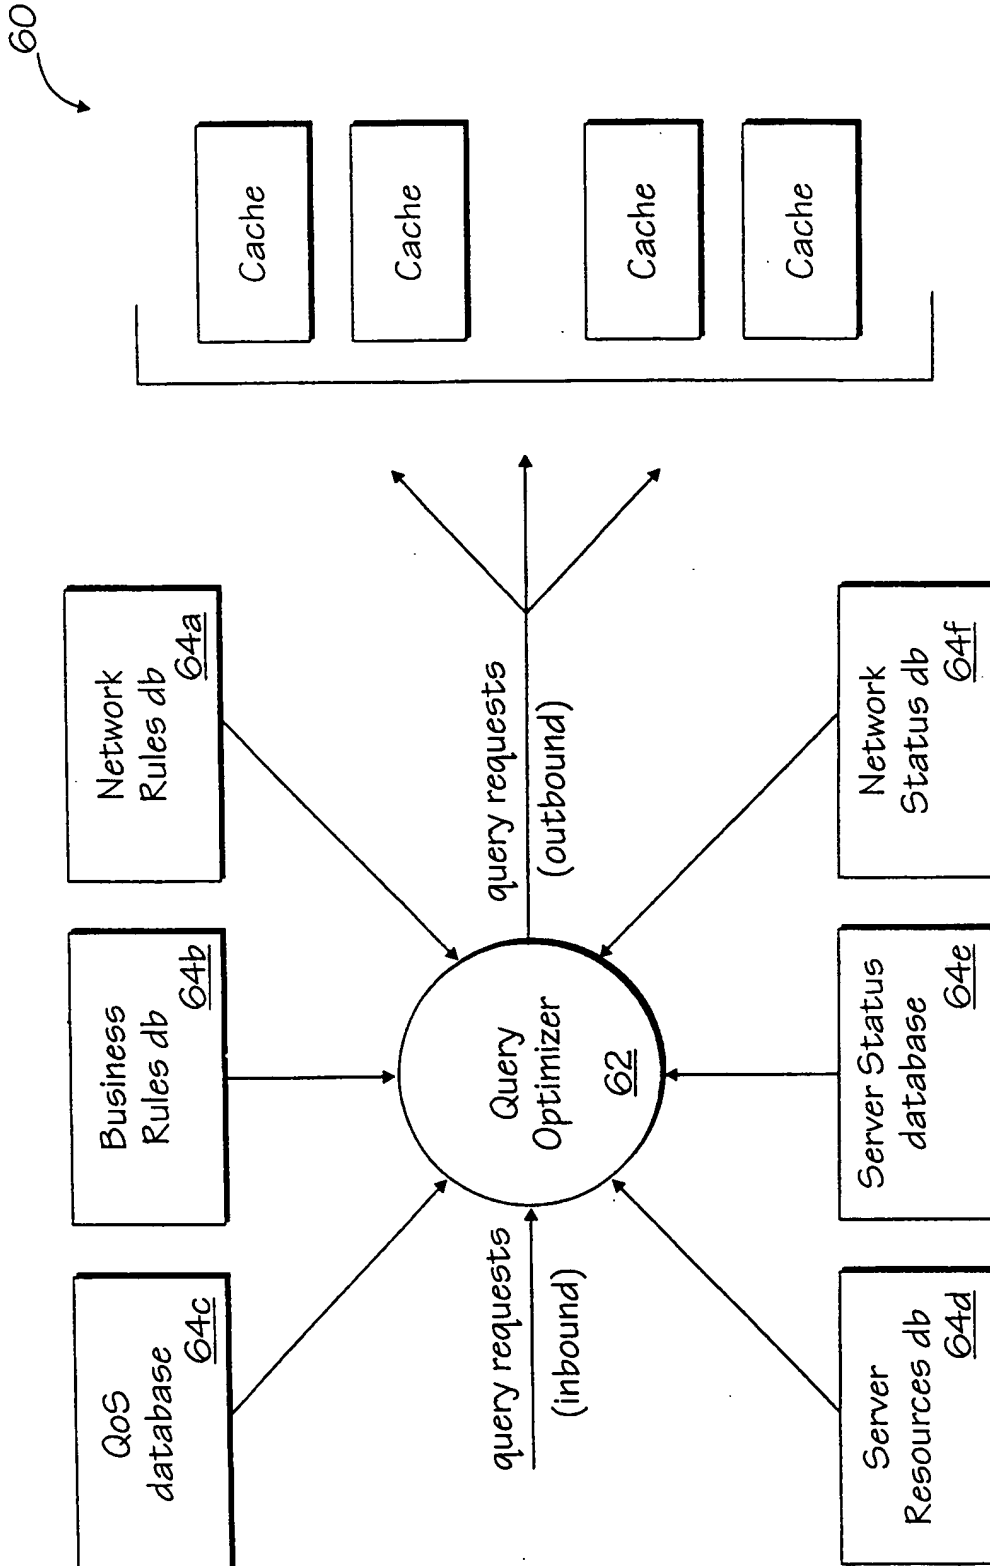 60
QoS
database
64c
Business
Rules db
64b
Network
Rules db
64a
query requests
(inbound)
Query
Optimizer
62
query requests
(outbound)
Cache
Cache
Cache
Cache
Server
Resources db
64d
Server Status
database
64e
Network
Status db
64f